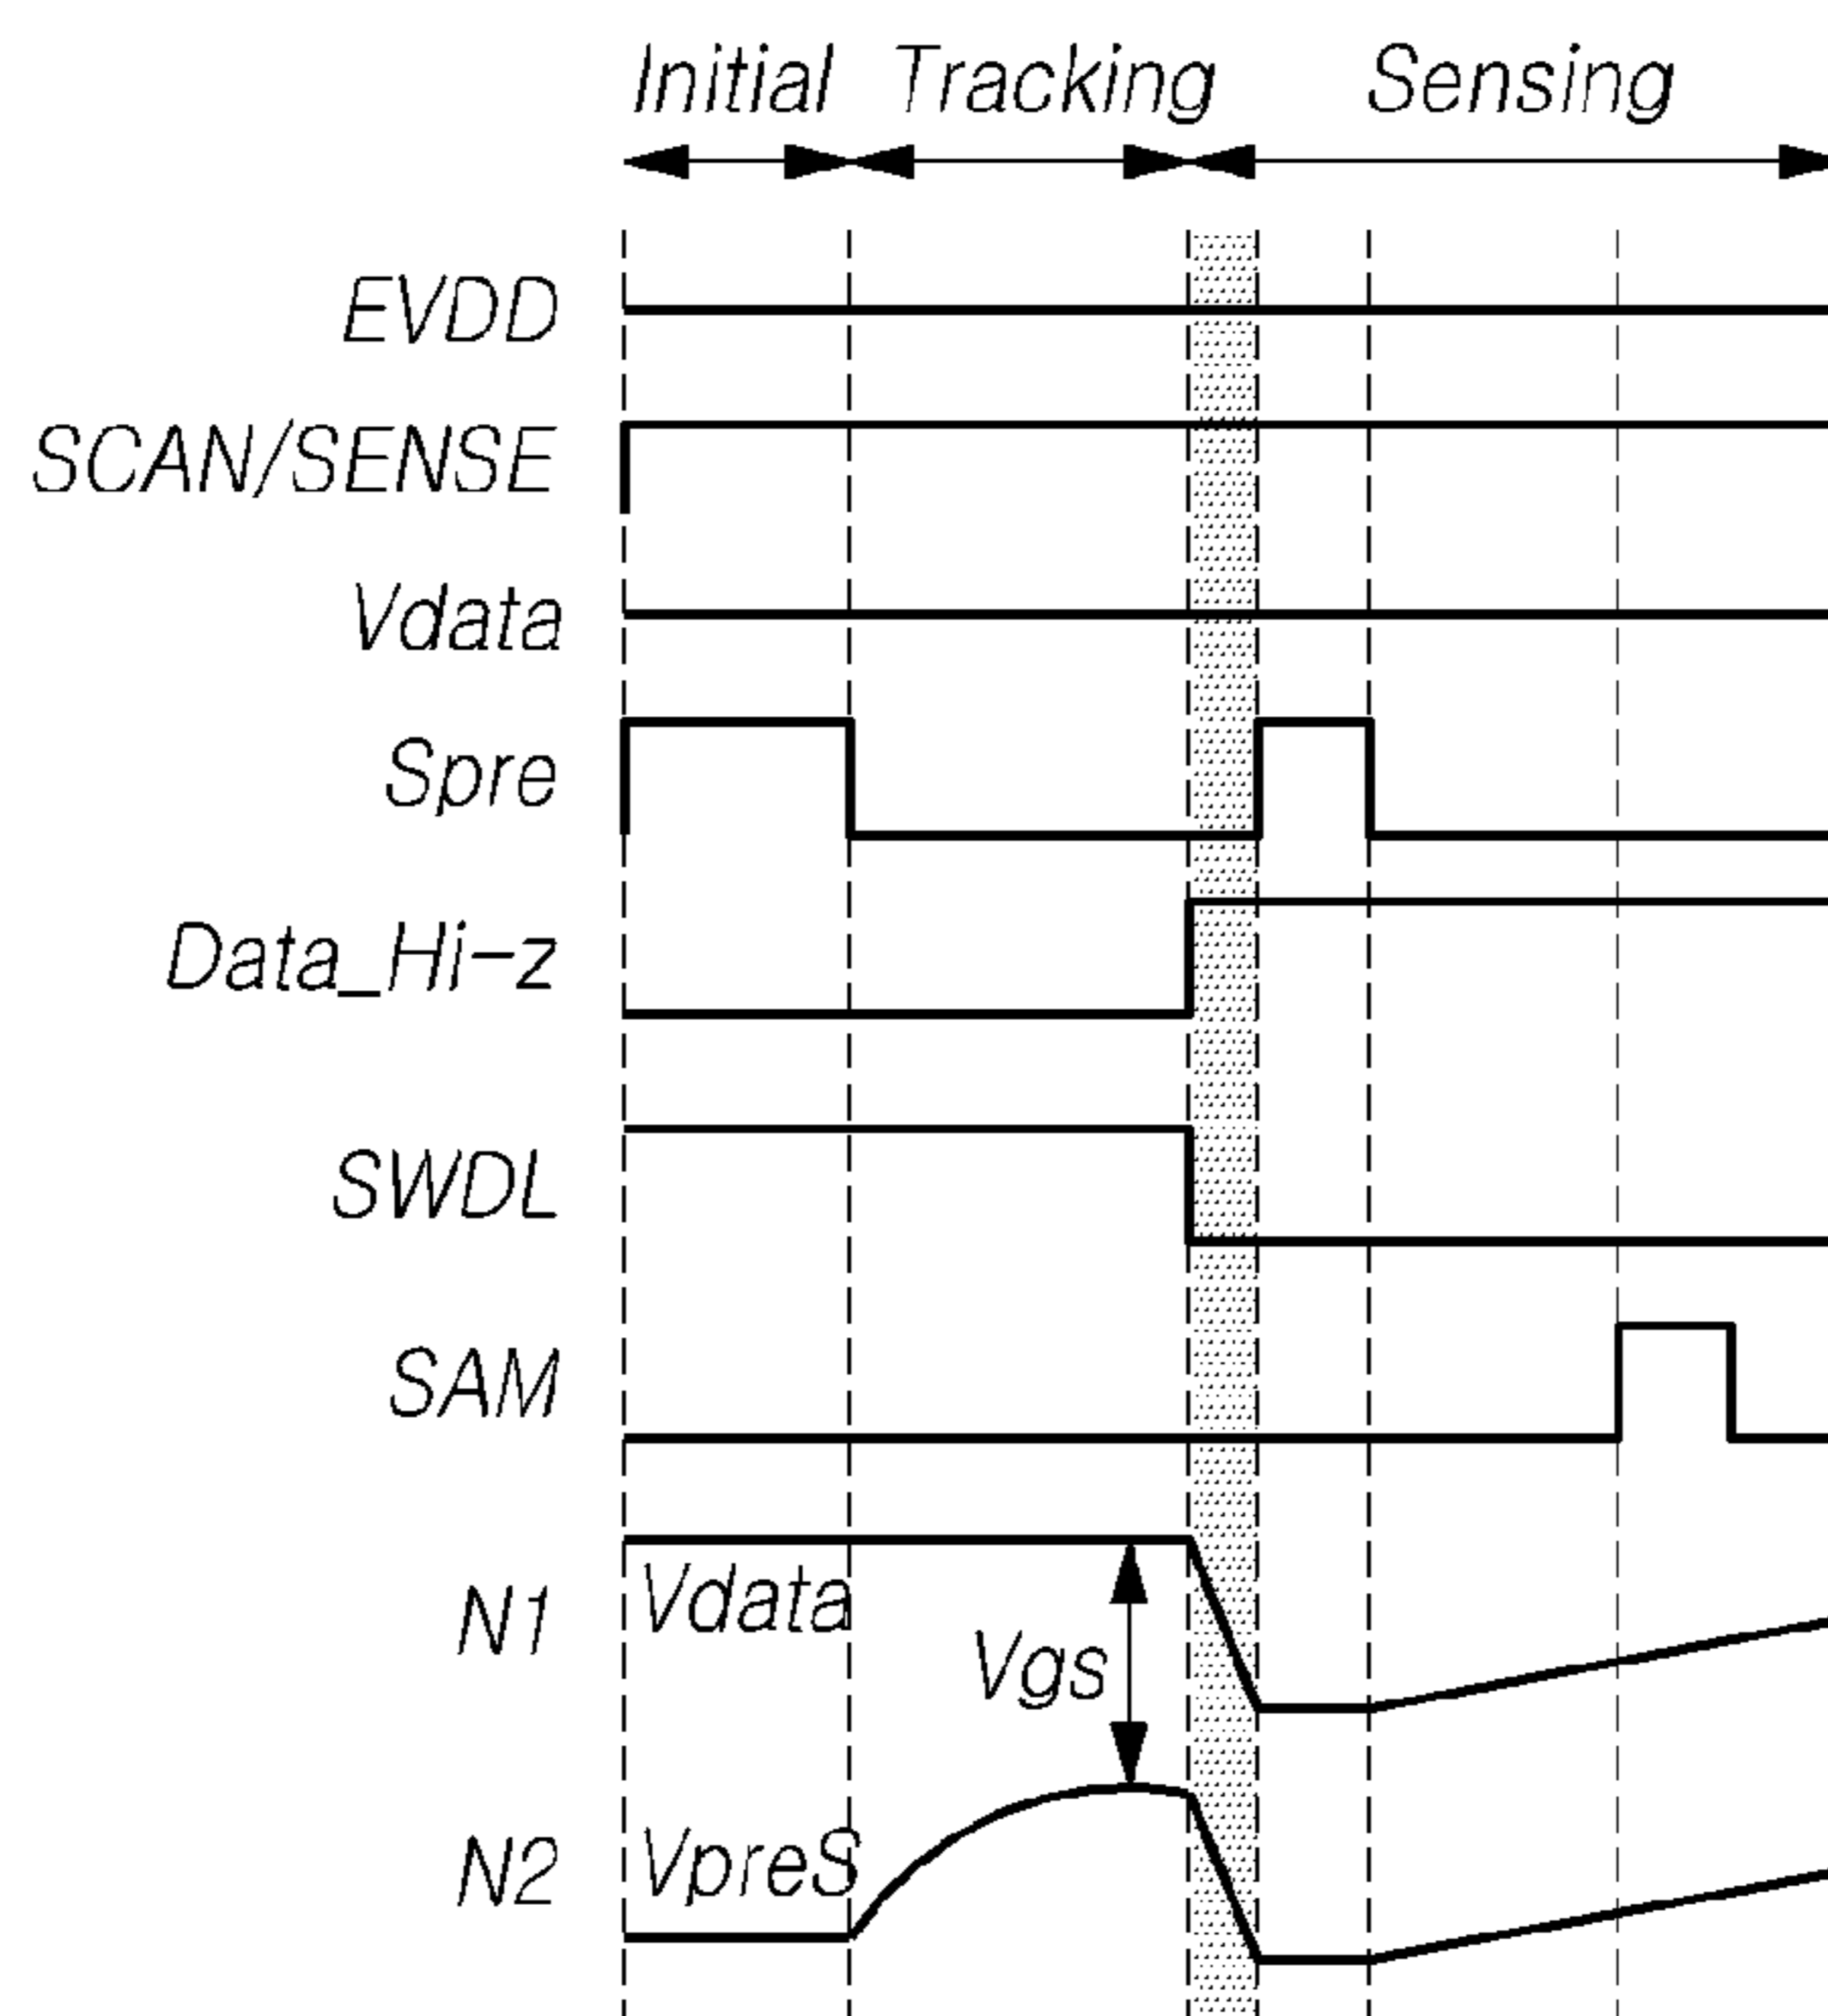 Initial Tracking Sensing
EVDD
SCAN/SENSE
Vdata
Spre
Data_Hi-z
SWDL
SAM
N1
Vdata
Vgs
N2
VpreS